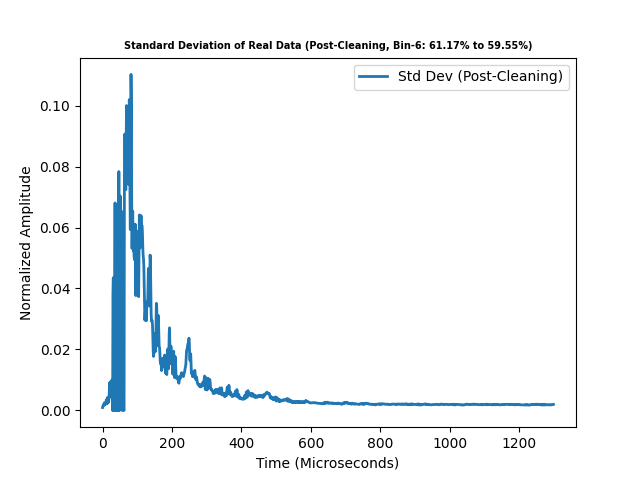 Standard Deviation of Real Data (Post-Cleaning, Bin-6: 61.17% to 59.55%)
Std Dev (Post-Cleaning)
Normalized Amplitude
0.10
0.08
0.06
0.04
0.02
0.00
0 200 400 600 800 1000 1200
Time (Microseconds)